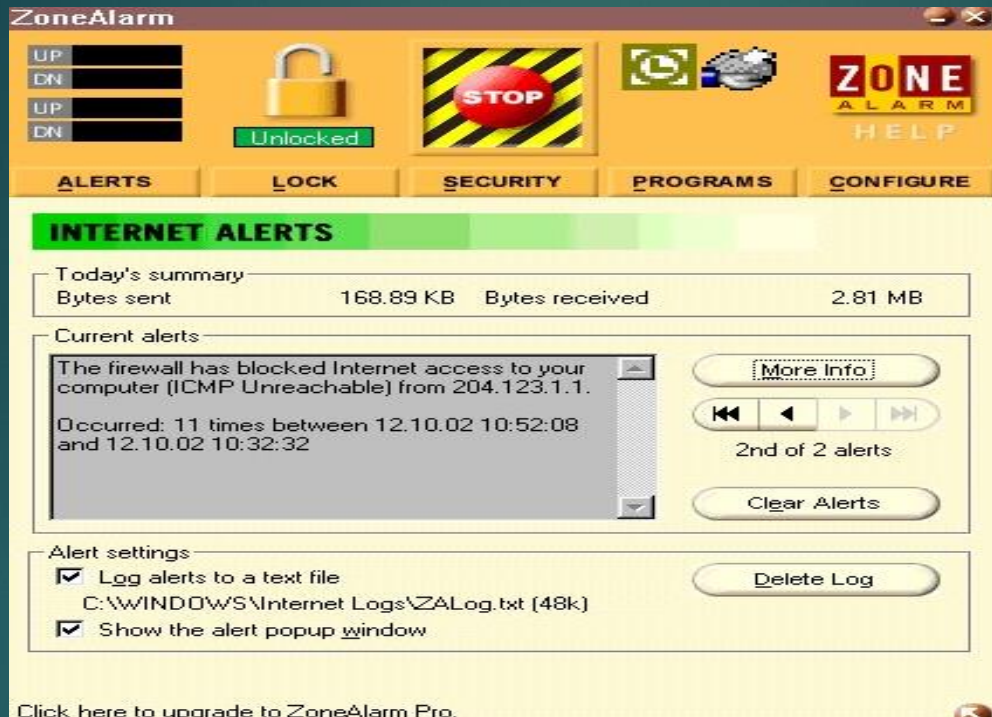 ZoneAlarm
UP
DN
UP
DN
Unlocked
STOP
ZONE
ALARM
HELP
ALERTS LOCK SECURITY PROGRAMS CONFIGURE
INTERNET ALERTS
Today's summary
Bytes sent 168.89 KB Bytes received 2.81 MB
Current alerts
The firewall has blocked Internet access to your
computer (ICMP Unreachable) from 204.123.1.1.
Occurred: 11 times between 12.10.02 10:52:08
and 12.10.02 10:32:32
More Info
2nd of 2 alerts
Clear Alerts
Alert settings
Log alerts to a text file
C:\WINDOWS\Internet Logs\ZALog.txt (48k)
Show the alert popup window
Delete Log
Click here to upgrade to ZoneAlarm Pro.